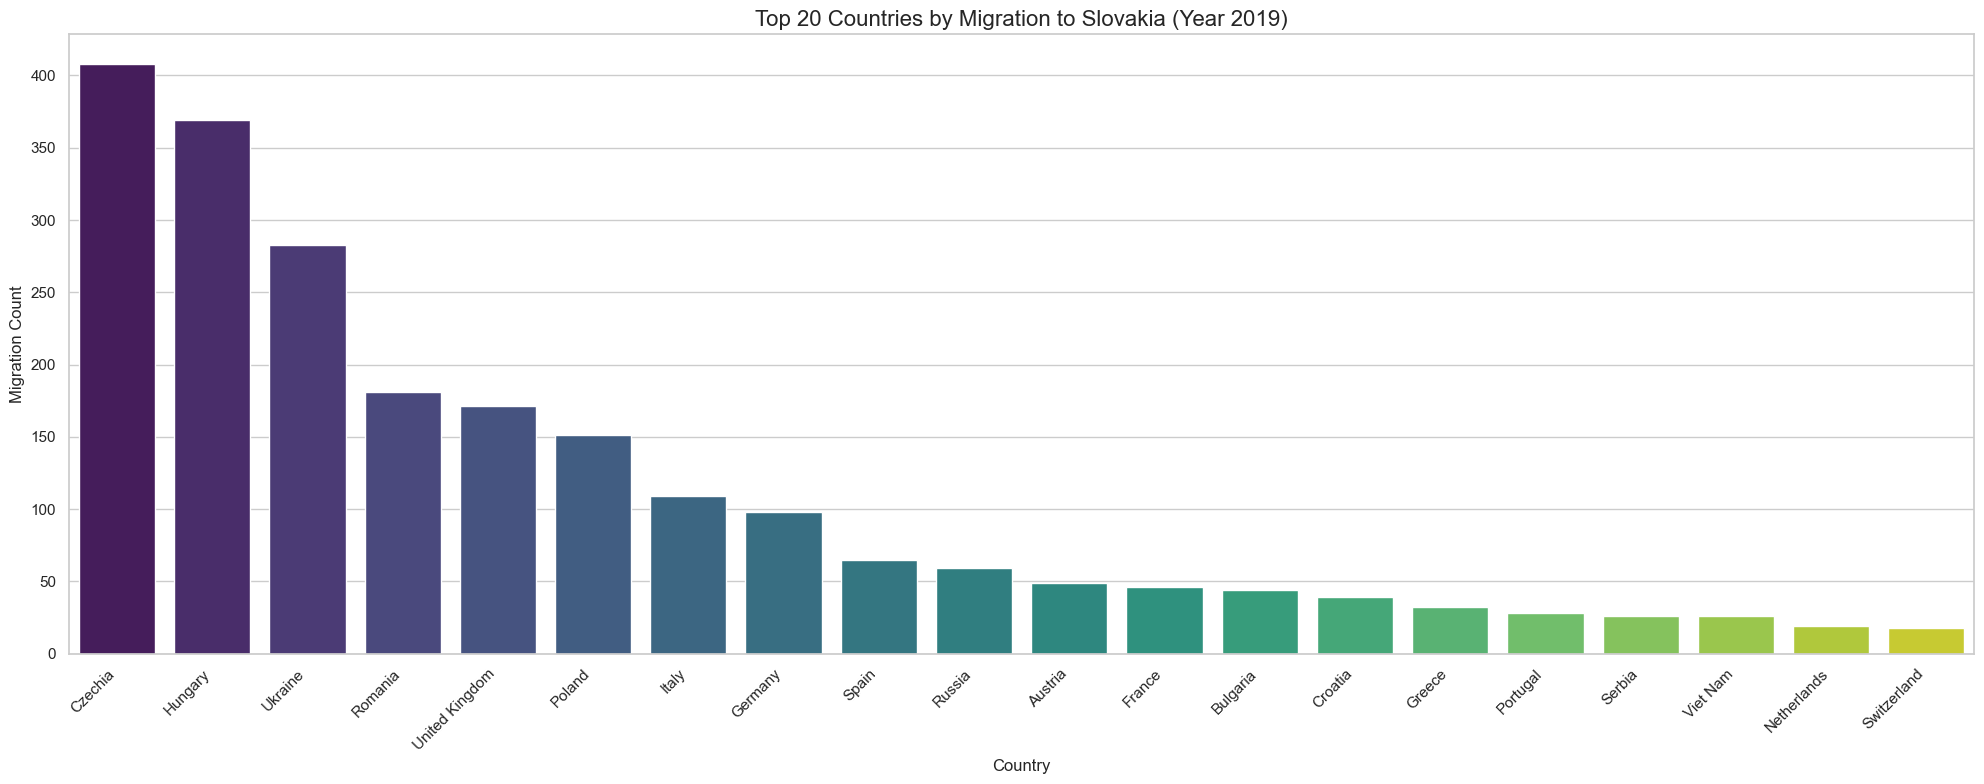 Top 20 Countries by Migration to Slovakia (Year 2019)
Migration Count
400
350
300
250
200
150
100
50
0
Czechia
Hungary
Ukraine
Romania
United Kingdom
Poland
Italy
Germany
Spain
Russia
Austria
France
Bulgaria
Croatia
Greece
Portugal
Serbia
Viet Nam
Netherlands
Switzerland
Country